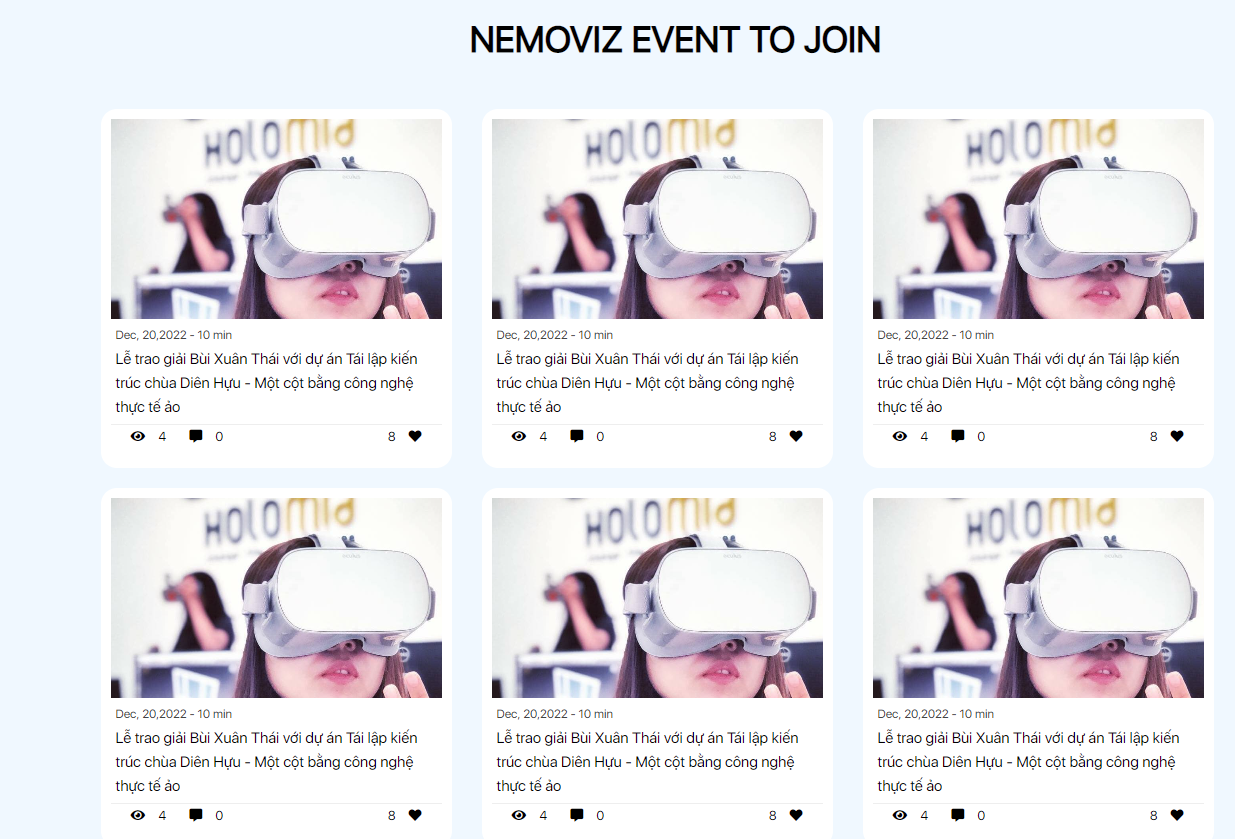 NEMOVIZ EVENT TO JOIN
HOLOMIA HOLOMIA HOLOMIA
Dec, 20,2022 - 10 min Dec, 20,2022 - 10 min Dec, 20,2022 - 10 min
Lễ trao giải Bùi Xuân Thái với dự án Tái lập kiến Lễ trao giải Bùi Xuân Thái với dự án Tái lập kiến Lễ trao giải Bùi Xuân Thái với dự án Tái lập kiến
trúc chùa Diên Hựu - Một cột bằng công nghệ trúc chùa Diên Hựu - Một cột bằng công nghệ trúc chùa Diên Hựu - Một cột bằng công nghệ
thực tế ảo thực tế ảo thực tế ảo
4 0 8 4 0 8 4 0 8
HOLOMIA HOLOMIA HOLOMIA
Dec, 20,2022 - 10 min Dec, 20,2022 - 10 min Dec, 20,2022 - 10 min
Lễ trao giải Bùi Xuân Thái với dự án Tái lập kiến Lễ trao giải Bùi Xuân Thái với dự án Tái lập kiến Lễ trao giải Bùi Xuân Thái với dự án Tái lập kiến
trúc chùa Diên Hựu - Một cột bằng công nghệ trúc chùa Diên Hựu - Một cột bằng công nghệ trúc chùa Diên Hựu - Một cột bằng công nghệ
thực tế ảo thực tế ảo thực tế ảo
4 0 8 4 0 8 4 0 8